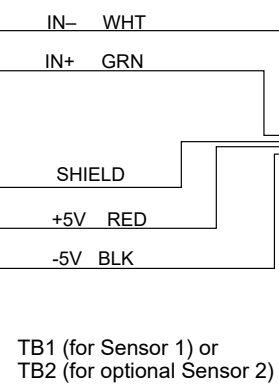 IN– WHT
IN+ GRN
SHIELD
+5V RED
-5V BLK
TB1 (for Sensor 1) or
TB2 (for optional Sensor 2)